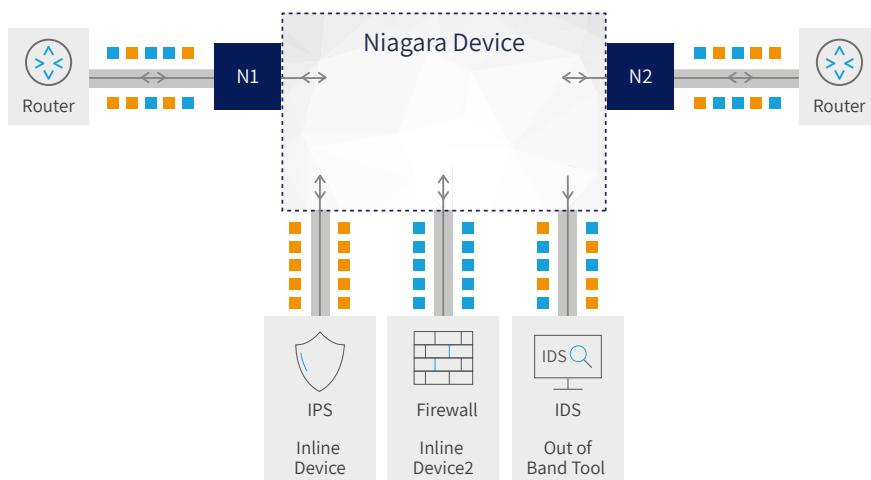 Niagara Device
N1
N2
Router
Router
IDS
IPS
Firewall
IDS
Inline
Device
Inline
Device2
Out of
Band Tool